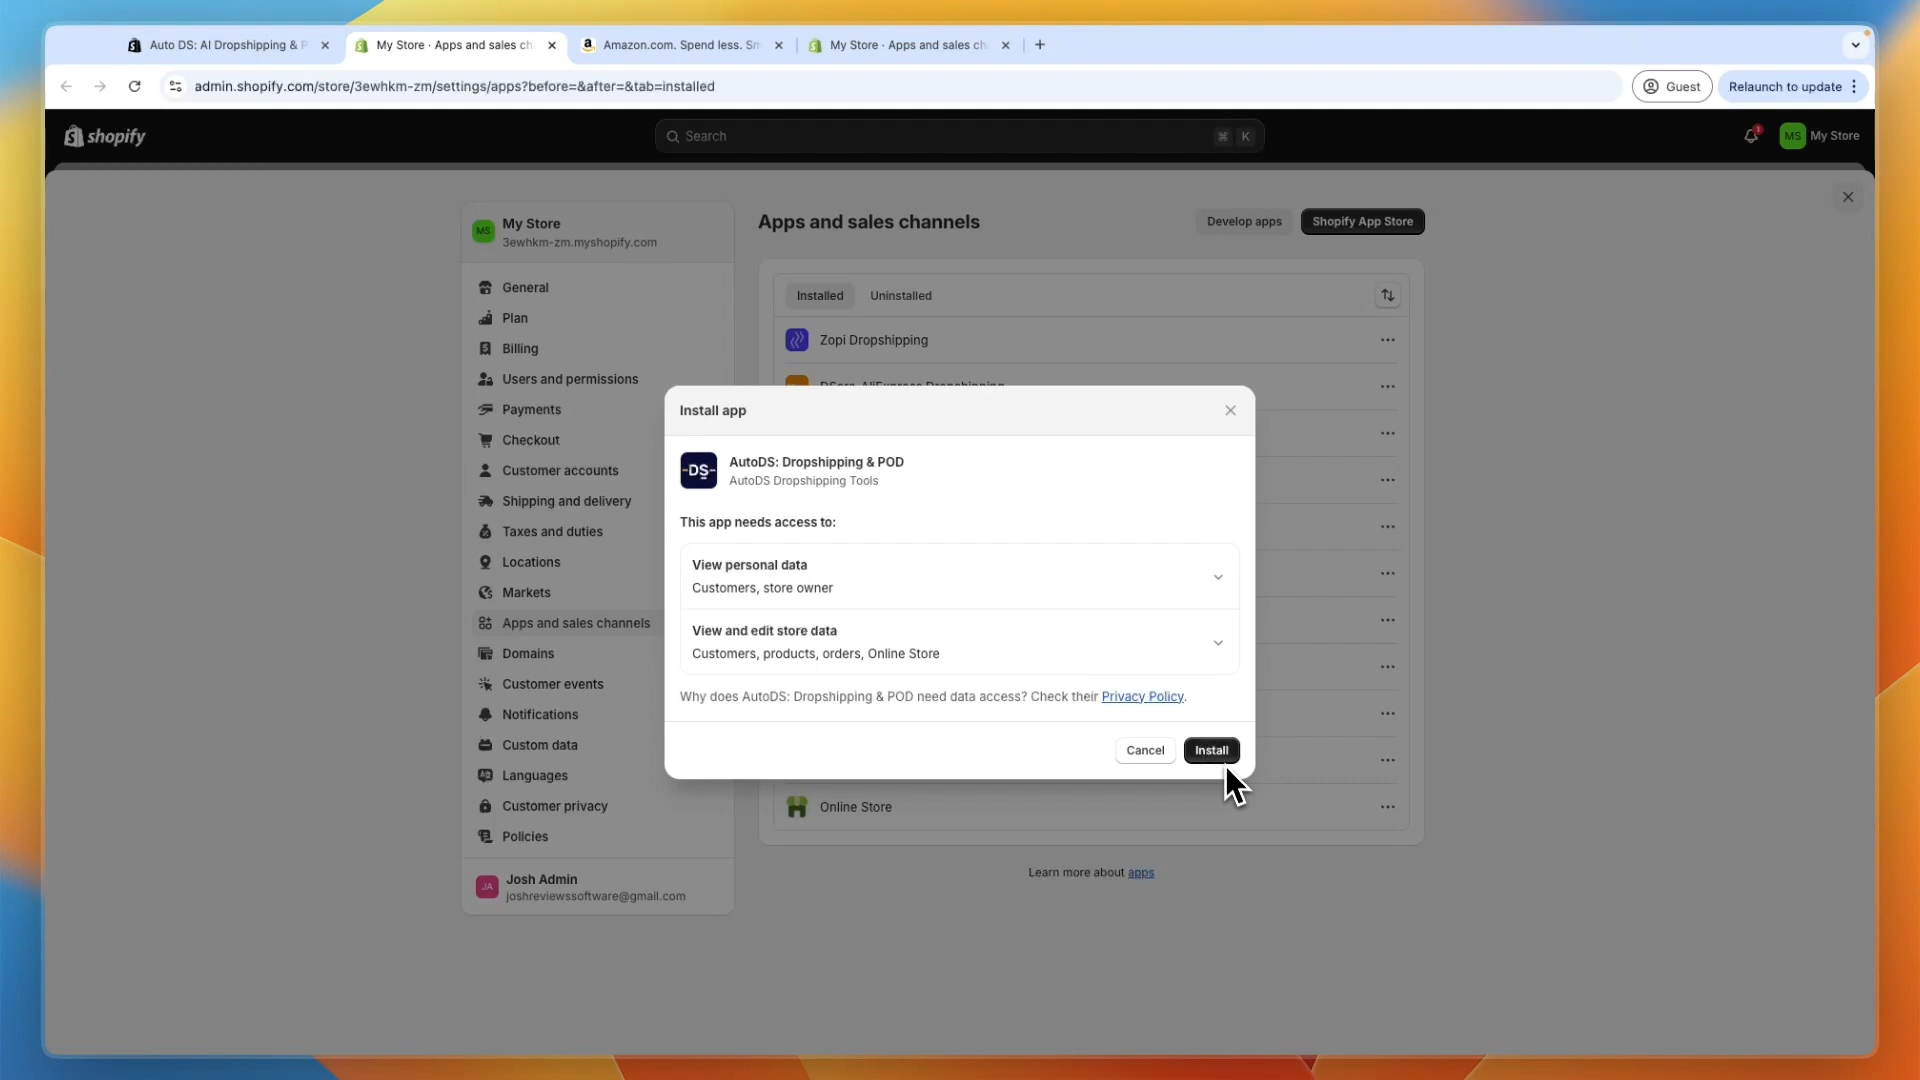 Auto DS: AI Dropshipping & P
My Store · Apps and sales ch
Amazon.com. Spend less. Sm
My Store · Apps and sales ch
admin.shopify.com/store/3ewhkm-zm/settings/apps?before=&after=&tab=installed
Guest
Relaunch to update
shopify
Search
⌘ K
1
MS
My Store
MS
My Store
3ewhkm-zm.myshopify.com
General
Plan
Billing
Users and permissions
Payments
Checkout
Customer accounts
Shipping and delivery
Taxes and duties
Locations
Markets
Apps and sales channels
Domains
Customer events
Notifications
Custom data
Languages
Customer privacy
Policies
JA
Josh Admin
joshreviewssoftware@gmail.com
Apps and sales channels
Develop apps
Shopify App Store
Installed
Uninstalled
Zopi Dropshipping
DSers-AliExpress Dropshipping
Install app
DS
AutoDS: Dropshipping & POD
AutoDS Dropshipping Tools
This app needs access to:
View personal data
Customers, store owner
View and edit store data
Customers, products, orders, Online Store
Why does AutoDS: Dropshipping & POD need data access? Check their Privacy Policy.
Cancel
Install
Online Store
Learn more about apps